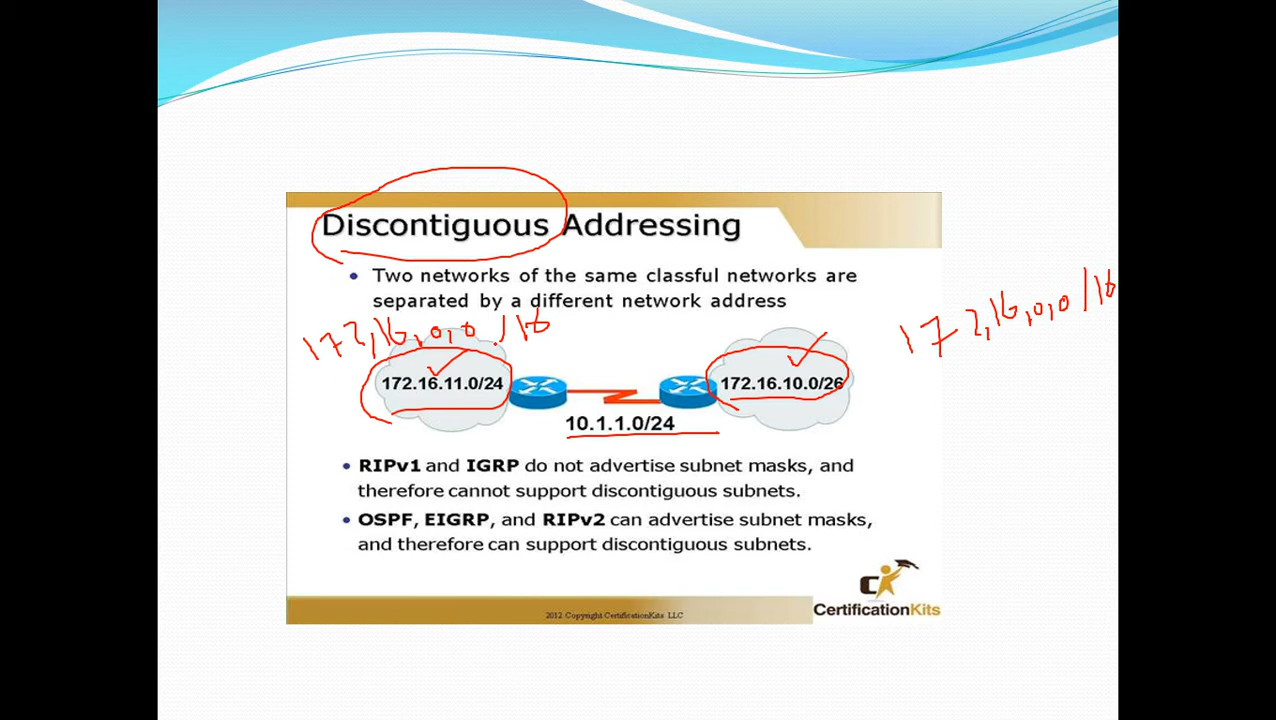 Discontiguous Addressing
• Two networks of the same classful networks are
separated by a different network address
172.16.0.0/16
172.16.0.0/16
172.16.11.0/24
172.16.10.0/26
10.1.1.0/24
• RIPv1 and IGRP do not advertise subnet masks, and
therefore cannot support discontiguous subnets.
• OSPF, EIGRP, and RIPv2 can advertise subnet masks,
and therefore can support discontiguous subnets.
CertificationKits
2012 Copyright CertificationKits LLC